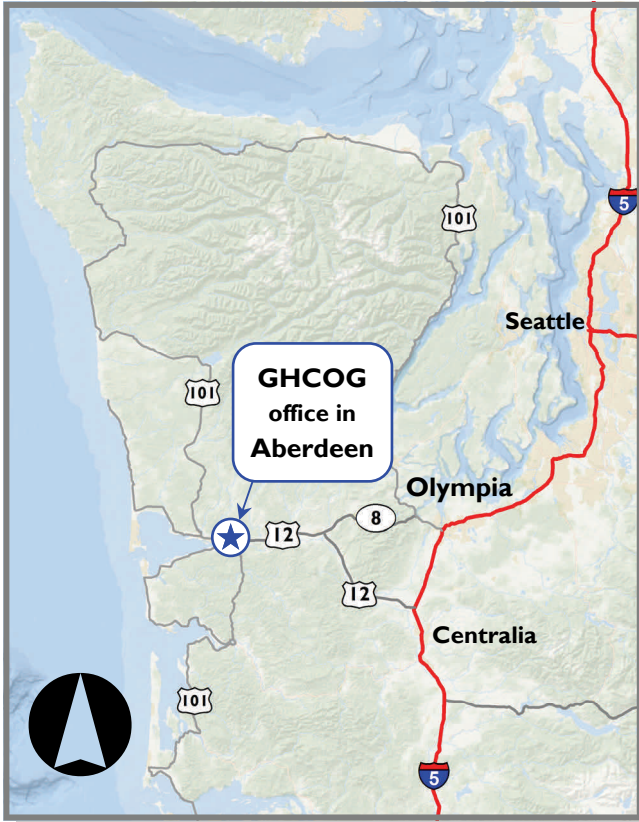 5
101
Seattle
GHCOG
office in
Aberdeen
101
Olympia
8
12
12
Centralia
101
5